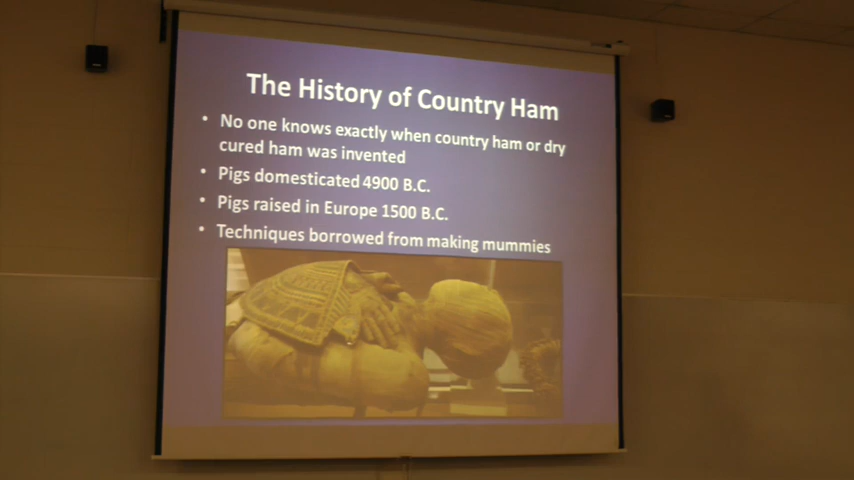 The History of Country Ham
• No one knows exactly when country ham or dry
cured ham was invented
• Pigs domesticated 4900 B.C.
• Pigs raised in Europe 1500 B.C.
• Techniques borrowed from making mummies